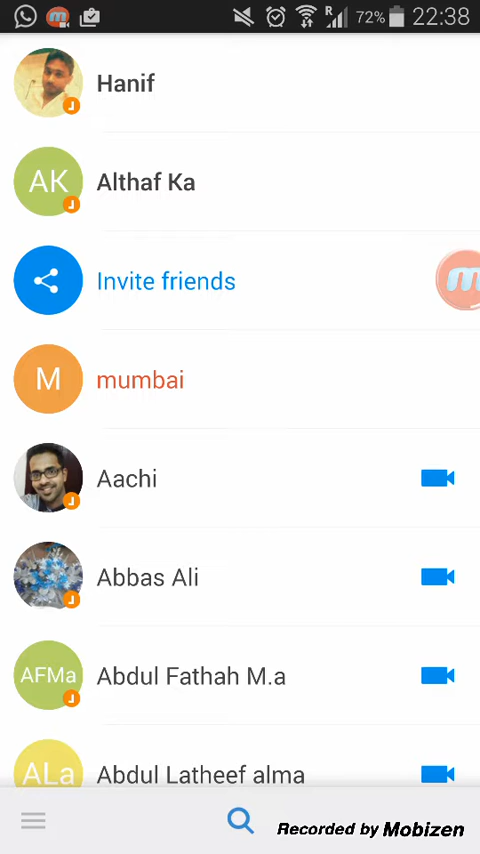 R 72% 22:38
Hanif
AK Althaf Ka
Invite friends
m
M mumbai
Aachi
Abbas Ali
AFMa Abdul Fathah M.a
ALa Abdul Latheef alma
Recorded by Mobizen